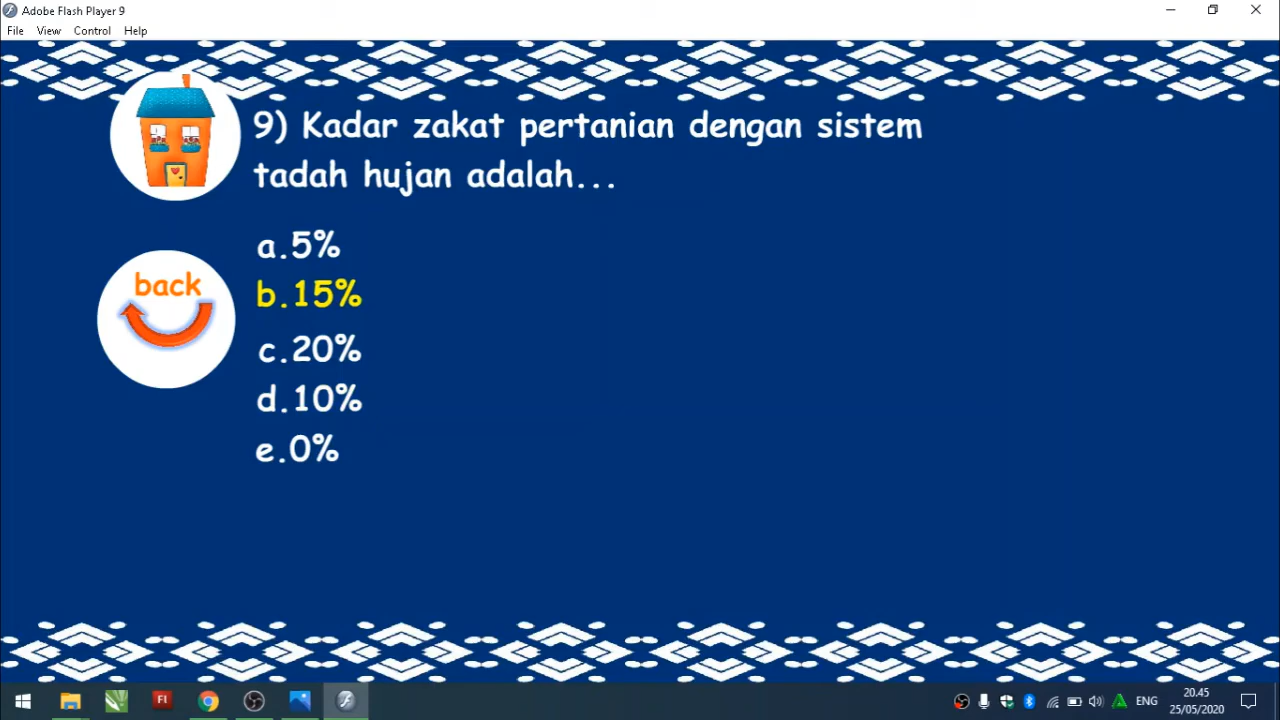 Adobe Flash Player 9
File View Control Help
9) Kadar zakat pertanian dengan sistem
tadah hujan adalah...
a.5%
back
b.15%
c.20%
d.10%
e.0%
Fl
ENG
20.45
25/05/2020